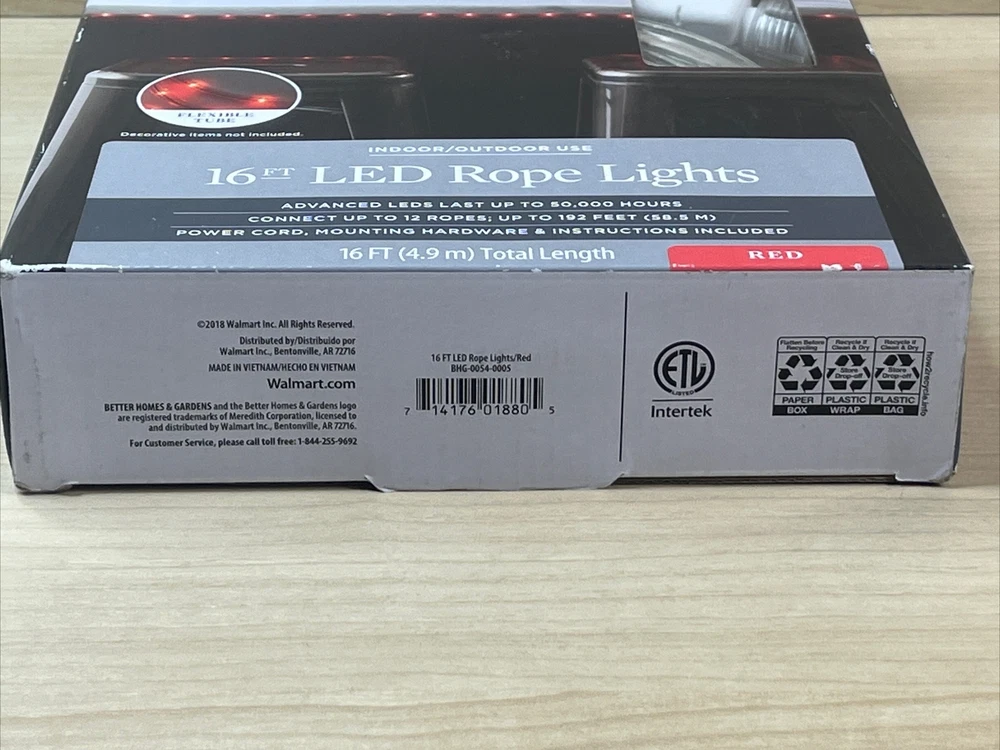 FLEXIBLE
TUBE
Decorative items not included.
INDOOR/OUTDOOR USE
16 FT LED Rope Lights
ADVANCED LEDS LAST UP TO 50,000 HOURS
CONNECT UP TO 12 ROPES; UP TO 192 FEET (58.5 M)
POWER CORD, MOUNTING HARDWARE & INSTRUCTIONS INCLUDED
16 FT (4.9 m) Total Length
RED
©2018 Walmart Inc. All Rights Reserved.
Distributed by/Distribuido por
Walmart Inc., Bentonville, AR 72716
MADE IN VIETNAM/HECHO EN VIETNAM
Walmart.com
BETTER HOMES & GARDENS and the Better Homes & Gardens logo
are registered trademarks of Meredith Corporation, licensed to
and distributed by Walmart Inc., Bentonville, AR 72716.
For Customer Service, please call toll free: 1-844-255-9692
16 FT LED Rope Lights/Red
BHG-0054-0005
7 14176 01880 5
ETL
LISTED
Intertek
Flatten Before
Recycling
PAPER
BOX
Recycle if
Clean & Dry
Store
Drop-off
PLASTIC
WRAP
Recycle if
Clean & Dry
Store
Drop-off
PLASTIC
BAG
how2recycle.info